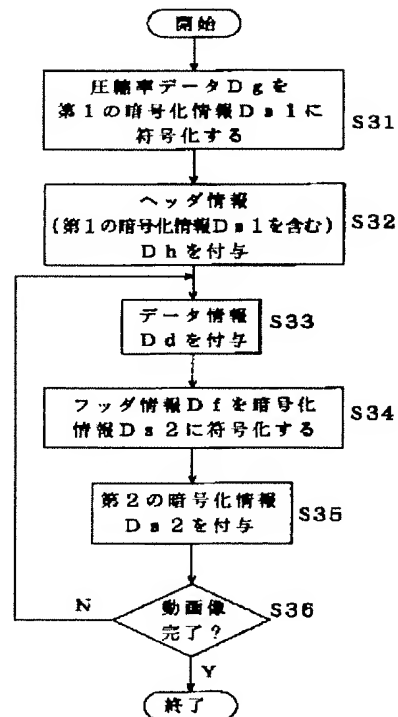 開始
圧縮率データDgを
第1の暗号化情報Ds1に
符号化する
S31
ヘッダ情報
(第1の暗号化情報Ds1を含む)
Dhを付与
S32
データ情報
Ddを付与
S33
フッダ情報Dfを暗号化
情報Ds2に符号化する
S34
第2の暗号化情報
Ds2を付与
S35
動画像
完了?
S36
N
Y
終了